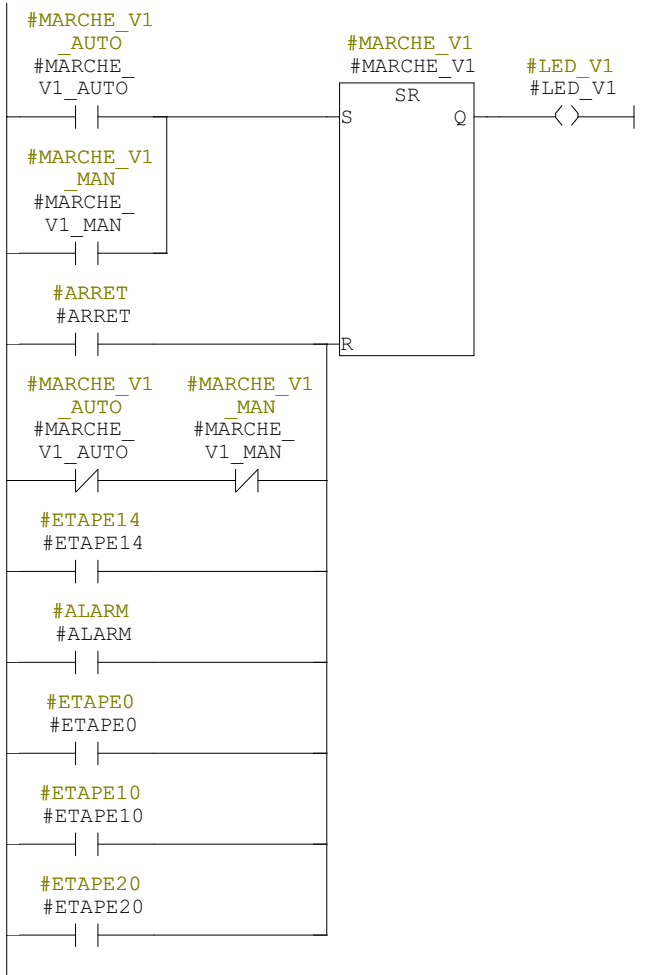 #MARCHE_V1
_AUTO
#MARCHE_
V1_AUTO
#MARCHE_V1
#MARCHE_V1
SR
S
Q
#LED_V1
#LED_V1
#MARCHE_V1
_MAN
#MARCHE_
V1_MAN
#ARRET
#ARRET
R
#MARCHE_V1
_AUTO
#MARCHE_
V1_AUTO
#MARCHE_V1
_MAN
#MARCHE_
V1_MAN
#ETAPE14
#ETAPE14
#ALARM
#ALARM
#ETAPE0
#ETAPE0
#ETAPE10
#ETAPE10
#ETAPE20
#ETAPE20